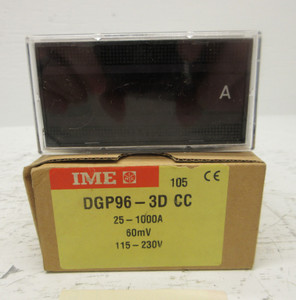 A
IME 105 CE
DGP96-3D CC
25-1000A
60mV
115-230V